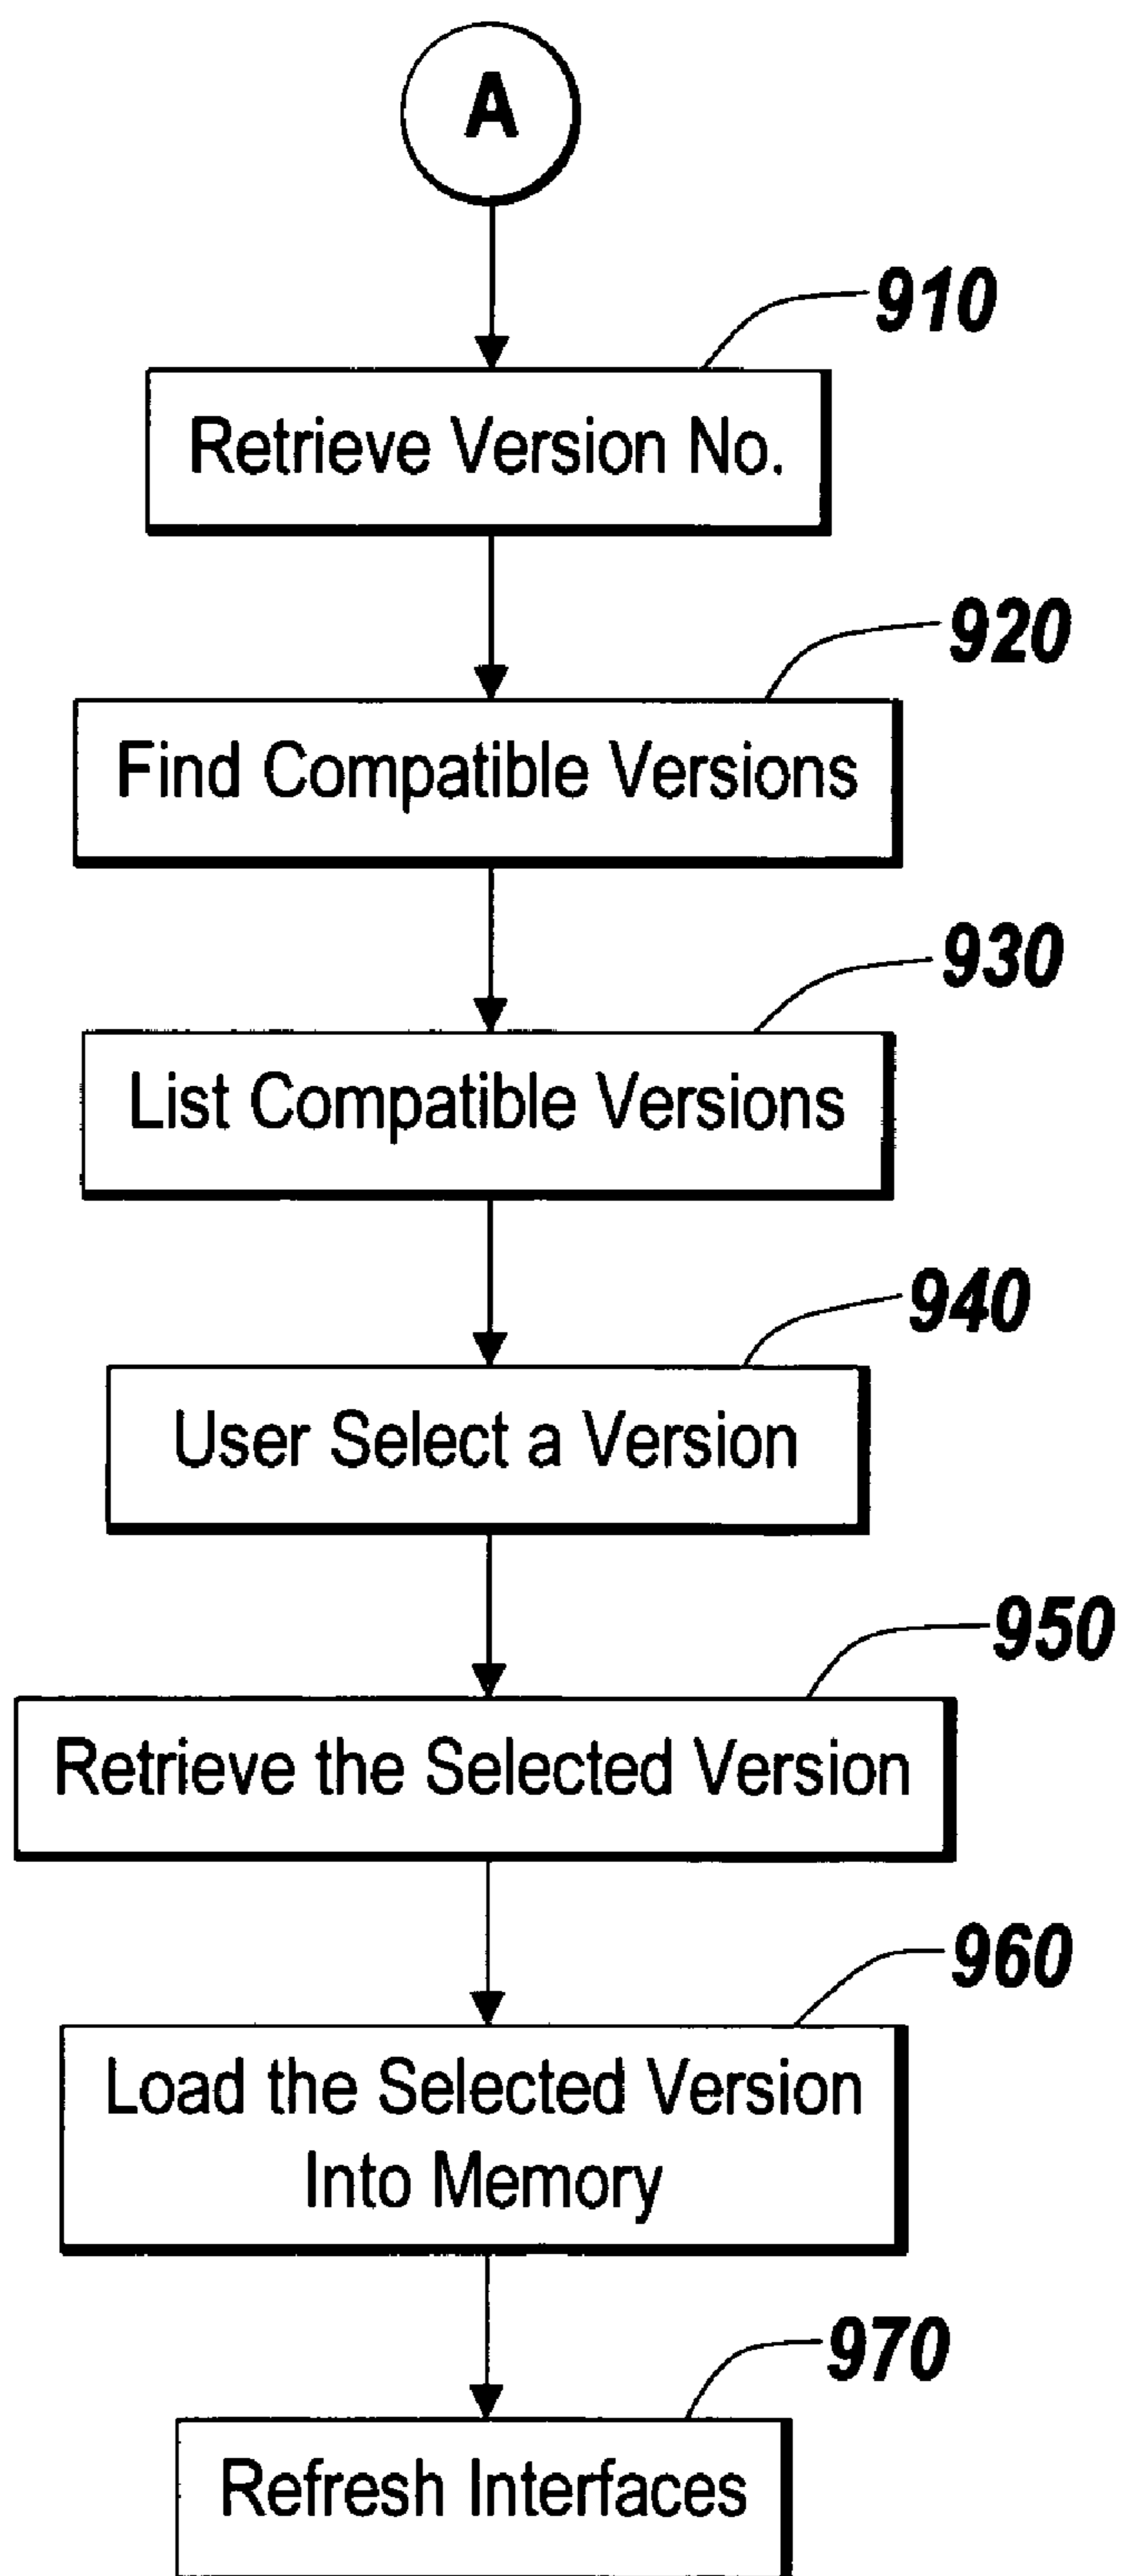 A
910
Retrieve Version No.
920
Find Compatible Versions
930
List Compatible Versions
940
User Select a Version
950
Retrieve the Selected Version
960
Load the Selected Version
Into Memory
970
Refresh Interfaces